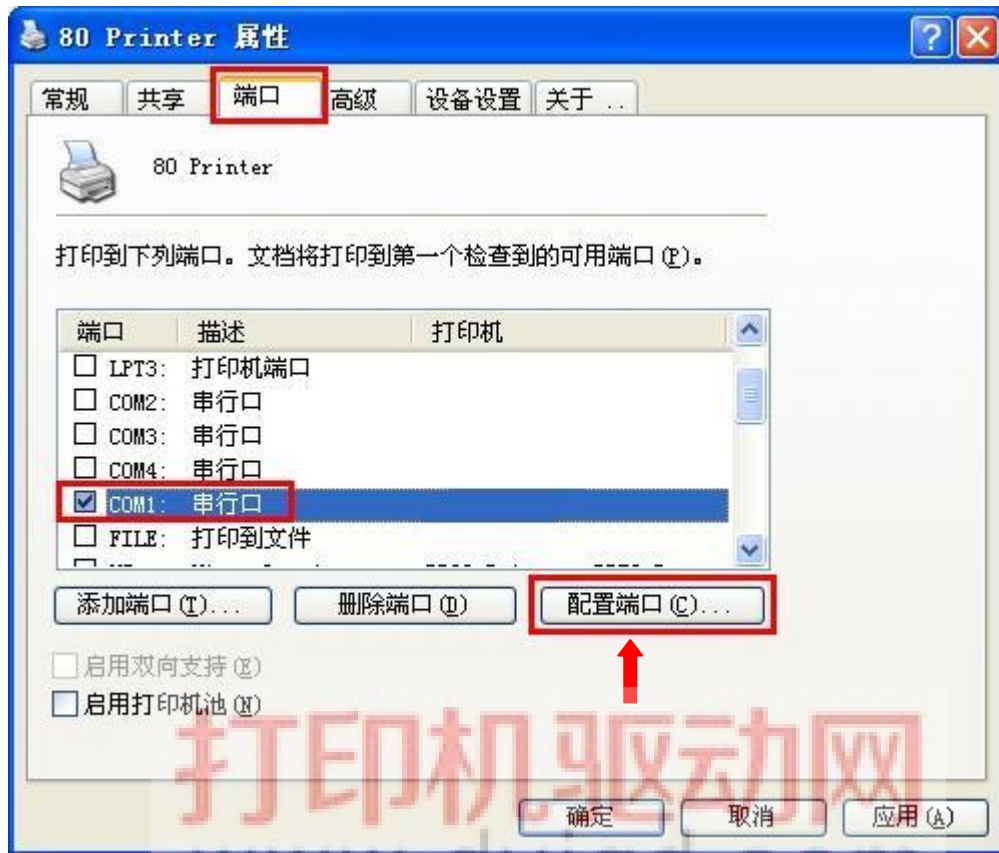 80 Printer 属性
常规 共享 端口 高级 设备设置 关于 ..
80 Printer
打印到下列端口。文档将打印到第一个检查到的可用端口(P)。
端口 描述 打印机
LPT3: 打印机端口
COM2: 串行口
COM3: 串行口
COM4: 串行口
COM1: 串行口
FILE: 打印到文件
添加端口(T)... 删除端口(D) 配置端口(C)...
启用双向支持(E)
启用打印机池(N)
打印机驱动网
确定 取消 应用(A)